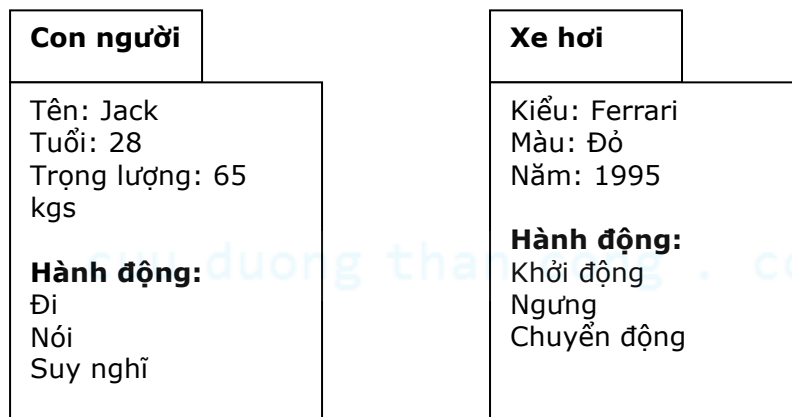 Con người
Tên: Jack
Tuổi: 28
Trọng lượng: 65
kgs
Hành động:
Đi
Nói
Suy nghĩ
Xe hơi
Kiểu: Ferrari
Màu: Đỏ
Năm: 1995
Hành động:
Khởi động
Ngưng
Chuyển động